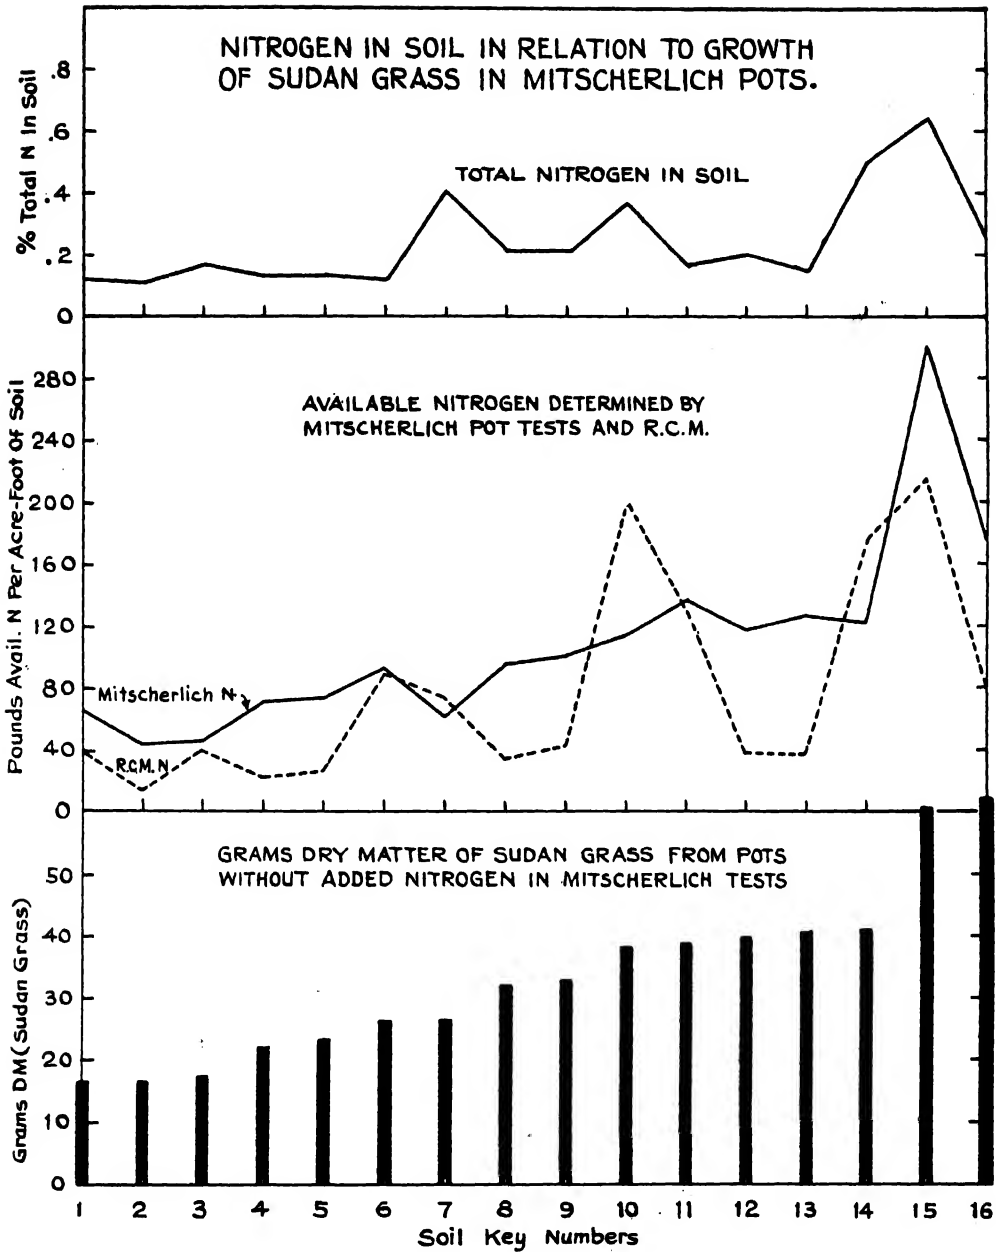 NITROGEN IN SOIL IN RELATION TO GROWTH
OF SUDAN GRASS IN MITSCHERLICH POTS.
% Total N In Soil
.8
.6
.4
.2
0
TOTAL NITROGEN IN SOIL
Pounds Avail. N Per Acre-Foot Of Soil
280
240
200
160
120
80
40
0
AVAILABLE NITROGEN DETERMINED BY
MITSCHERLICH POT TESTS AND R.C.M.
Mitscherlich N
R.C.M. N
Grams DM (Sudan Grass)
50
40
30
20
10
0
GRAMS DRY MATTER OF SUDAN GRASS FROM POTS
WITHOUT ADDED NITROGEN IN MITSCHERLICH TESTS
1 2 3 4 5 6 7 8 9 10 11 12 13 14 15 16
Soil Key Numbers